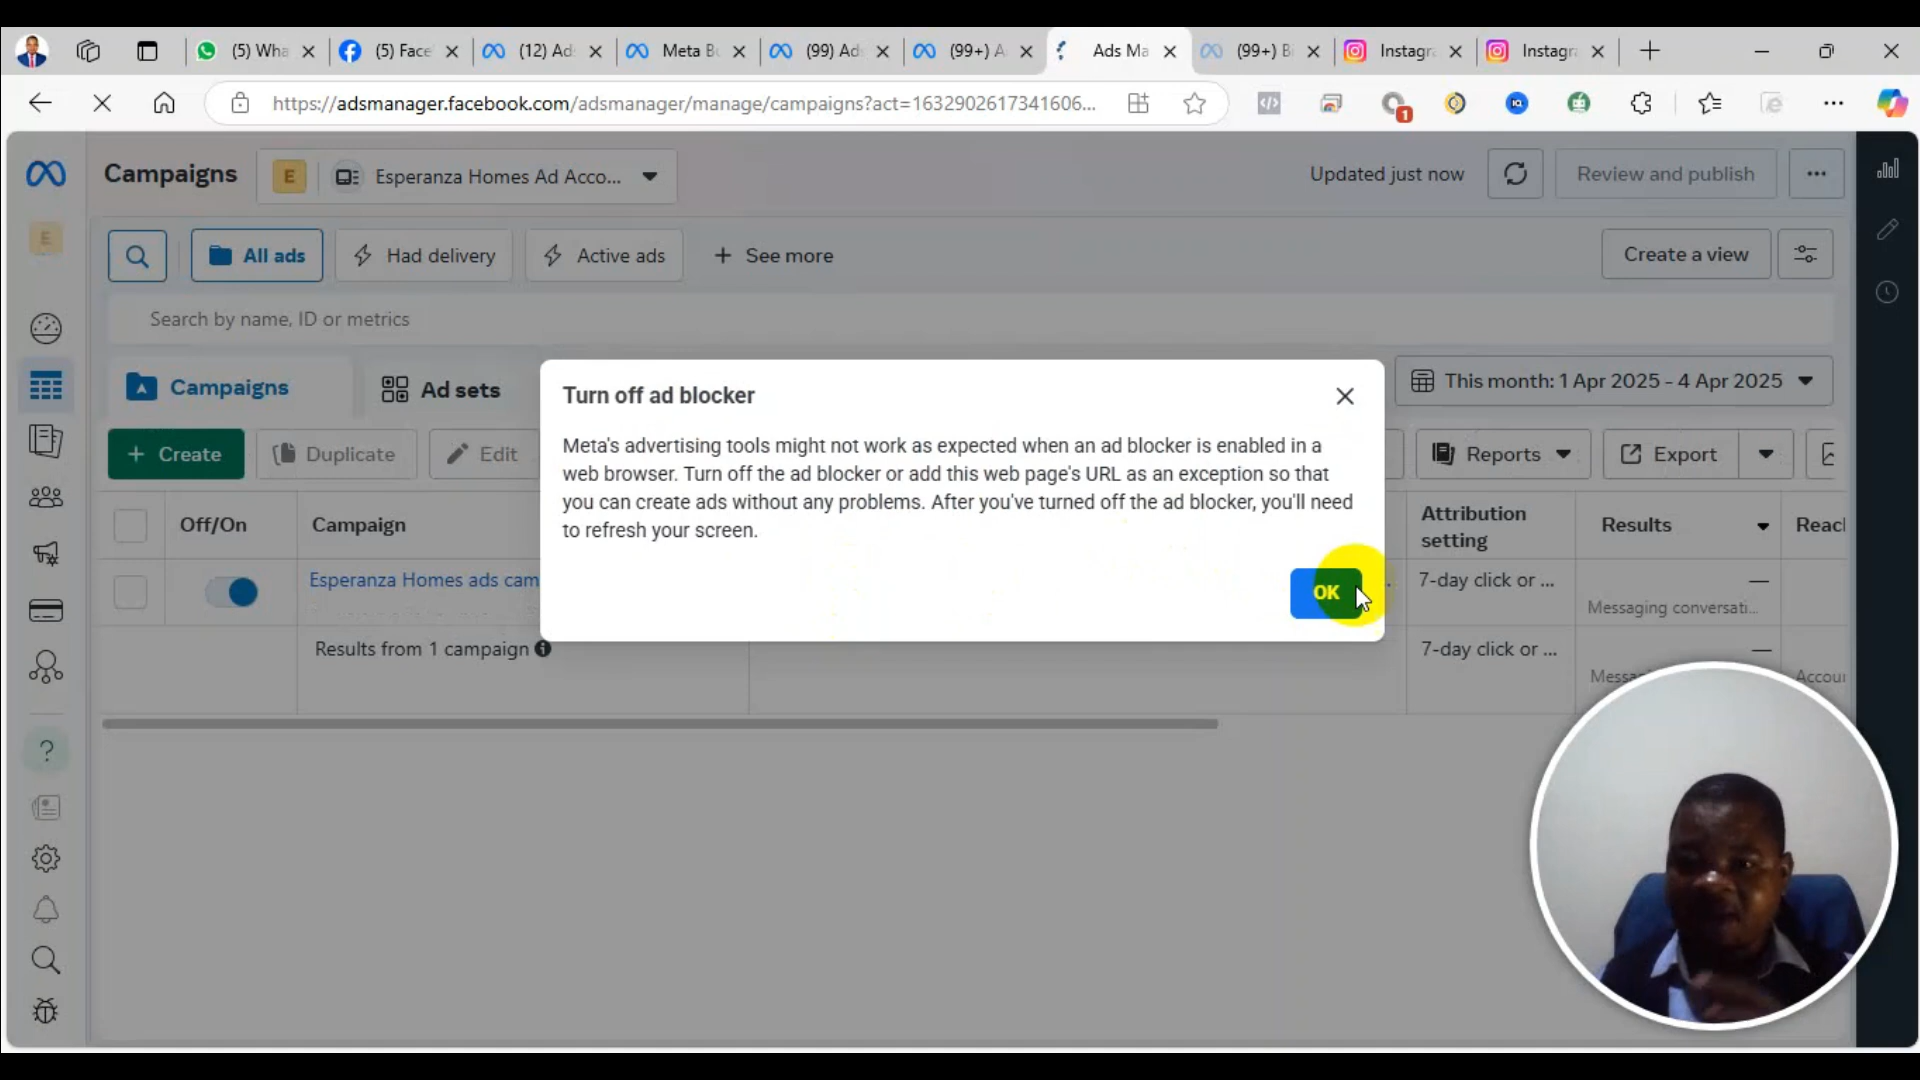 (5) Wha
(5) Face
(12) Ad
Meta B
(99) Ad
(99+) A
Ads Ma
(99+) B
Instagr
Instagr
https://adsmanager.facebook.com/adsmanager/manage/campaigns?act=1632902617341606...
1
Campaigns
E
Esperanza Homes Ad Acco...
Updated just now
Review and publish
E
All ads
Had delivery
Active ads
+ See more
Create a view
Search by name, ID or metrics
Campaigns
Ad sets
This month: 1 Apr 2025 - 4 Apr 2025
Turn off ad blocker
Meta's advertising tools might not work as expected when an ad blocker is enabled in a
web browser. Turn off the ad blocker or add this web page's URL as an exception so that
you can create ads without any problems. After you've turned off the ad blocker, you'll need
to refresh your screen.
OK
+ Create
Duplicate
Edit
Reports
Export
Off/On
Campaign
Attribution
setting
Results
Reach
Esperanza Homes ads cam
7-day click or ...
—
Messaging conversati...
Results from 1 campaign
7-day click or ...
—
Messa
Accou